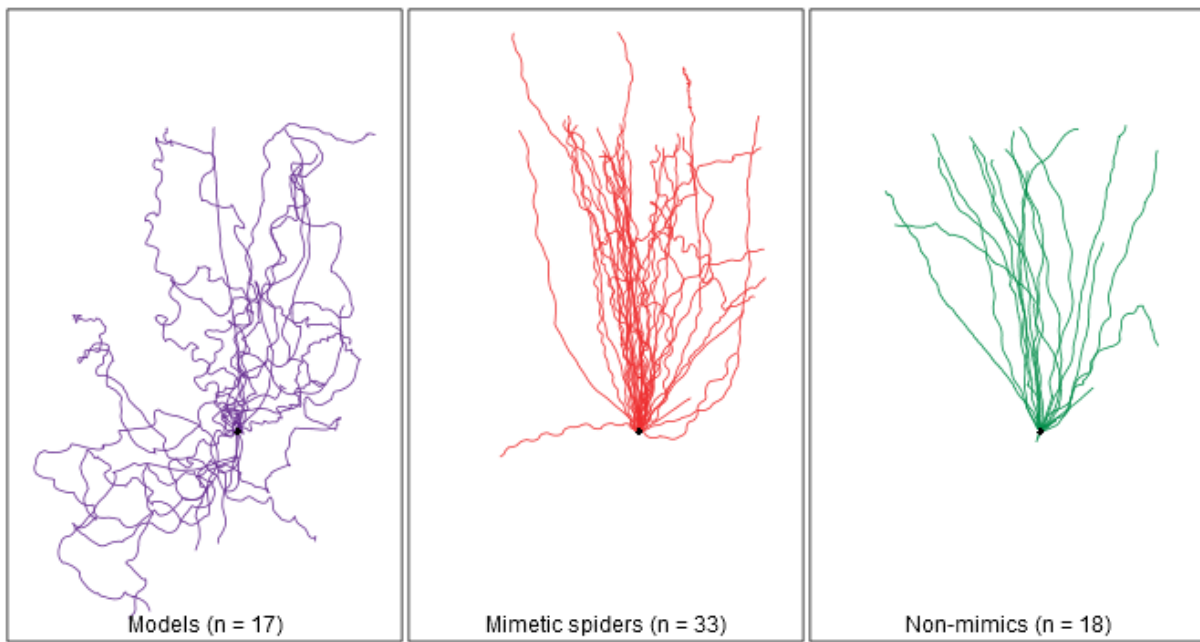 Models (n = 17)
Mimetic spiders (n = 33)
Non-mimics (n = 18)